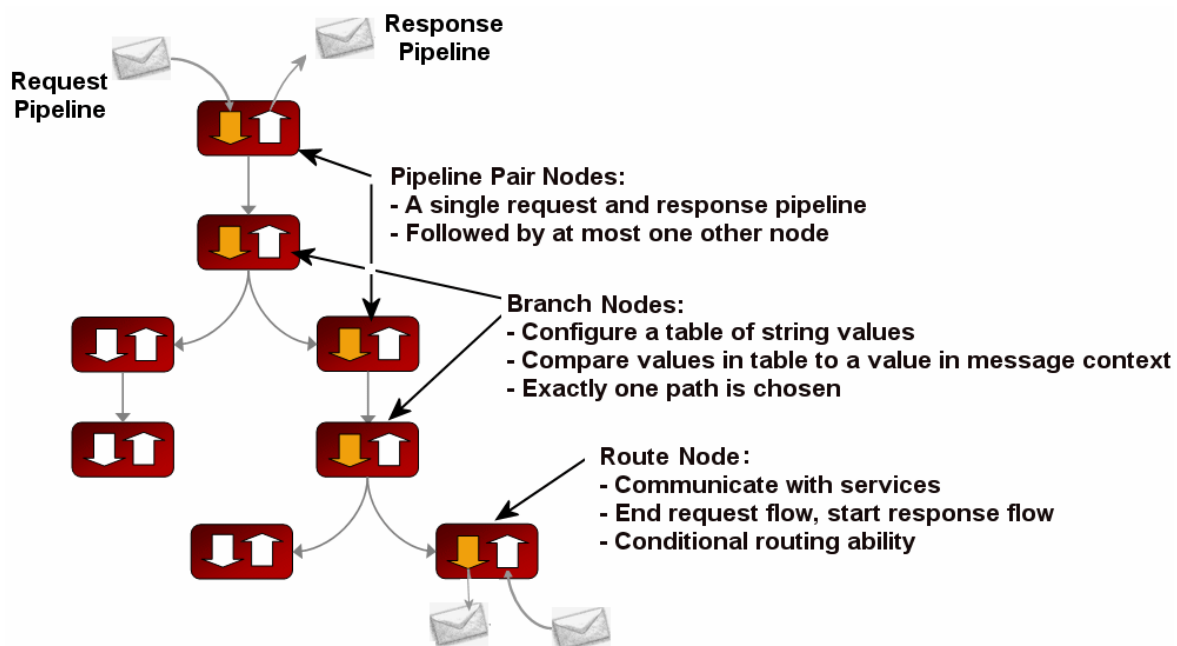 Response
Pipeline
Request
Pipeline
Pipeline Pair Nodes:
- A single request and response pipeline
- Followed by at most one other node
Branch Nodes:
- Configure a table of string values
- Compare values in table to a value in message context
- Exactly one path is chosen
Route Node:
- Communicate with services
- End request flow, start response flow
- Conditional routing ability